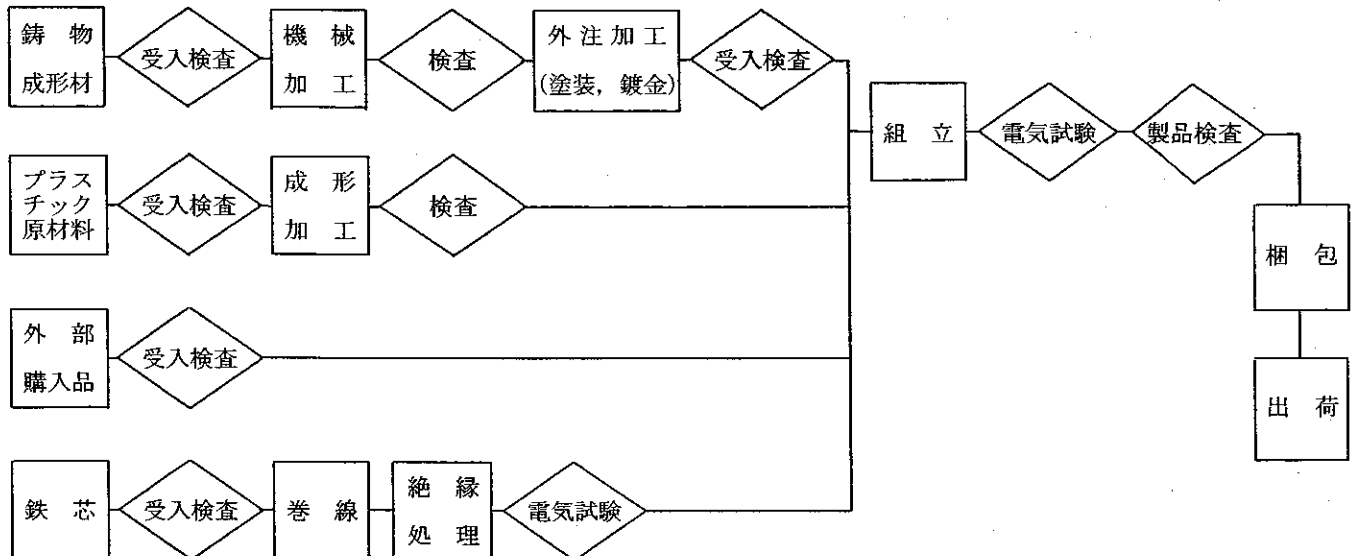 鋳物
成形材
受入検査
機械
加工
検査
外注加工
(塗装, 鍍金)
受入検査
組立
電気試験
製品検査
プラス
チック
原材料
受入検査
成形
加工
検査
梱包
外部
購入品
受入検査
出荷
鉄芯
受入検査
巻線
絶縁
処理
電気試験